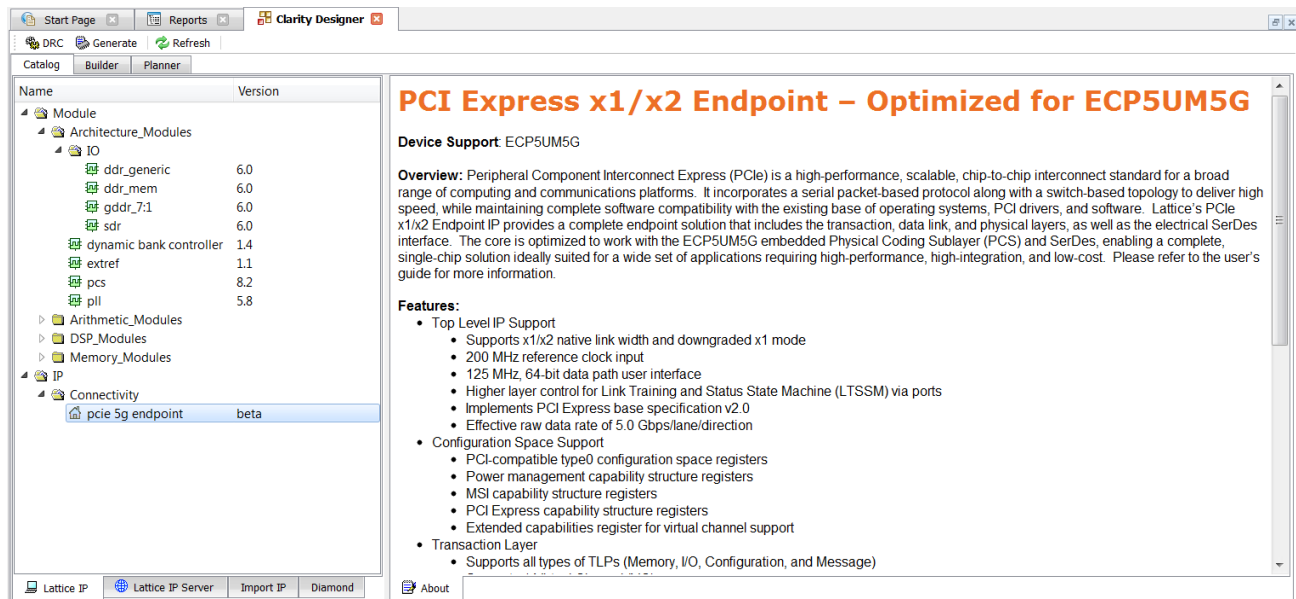 Start Page
Reports
Clarity Designer
DRC
Generate
Refresh
Catalog
Builder
Planner
Name Version
Module
Architecture_Modules
IO
ddr_generic 6.0
ddr_mem 6.0
gddr_7:1 6.0
sdr 6.0
dynamic bank controller 1.4
extref 1.1
pcs 8.2
pll 5.8
Arithmetic_Modules
DSP_Modules
Memory_Modules
IP
Connectivity
pcie 5g endpoint beta
Lattice IP
Lattice IP Server
Import IP
Diamond
PCI Express x1/x2 Endpoint – Optimized for ECP5UM5G
Device Support: ECP5UM5G
Overview: Peripheral Component Interconnect Express (PCIe) is a high-performance, scalable, chip-to-chip interconnect standard for a broad
range of computing and communications platforms. It incorporates a serial packet-based protocol along with a switch-based topology to deliver high
speed, while maintaining complete software compatibility with the existing base of operating systems, PCI drivers, and software. Lattice's PCIe
x1/x2 Endpoint IP provides a complete endpoint solution that includes the transaction, data link, and physical layers, as well as the electrical SerDes
interface. The core is optimized to work with the ECP5UM5G embedded Physical Coding Sublayer (PCS) and SerDes, enabling a complete,
single-chip solution ideally suited for a wide set of applications requiring high-performance, high-integration, and low-cost. Please refer to the user's
guide for more information.
Features:
• Top Level IP Support
• Supports x1/x2 native link width and downgraded x1 mode
• 200 MHz reference clock input
• 125 MHz, 64-bit data path user interface
• Higher layer control for Link Training and Status State Machine (LTSSM) via ports
• Implements PCI Express base specification v2.0
• Effective raw data rate of 5.0 Gbps/lane/direction
• Configuration Space Support
• PCI-compatible type0 configuration space registers
• Power management capability structure registers
• MSI capability structure registers
• PCI Express capability structure registers
• Extended capabilities register for virtual channel support
• Transaction Layer
• Supports all types of TLPs (Memory, I/O, Configuration, and Message)
About